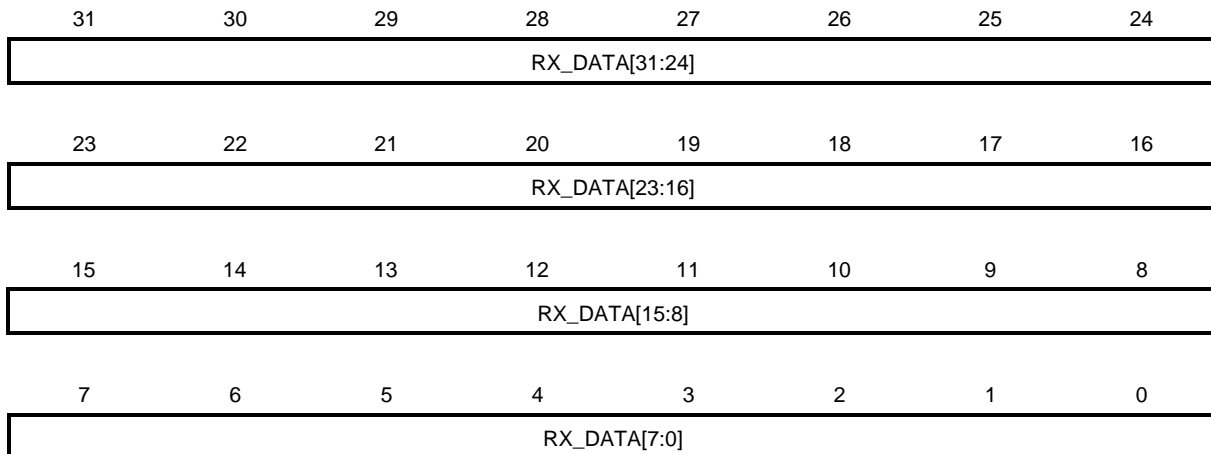 31 30 29 28 27 26 25 24
RX_DATA[31:24]
23 22 21 20 19 18 17 16
RX_DATA[23:16]
15 14 13 12 11 10 9 8
RX_DATA[15:8]
7 6 5 4 3 2 1 0
RX_DATA[7:0]